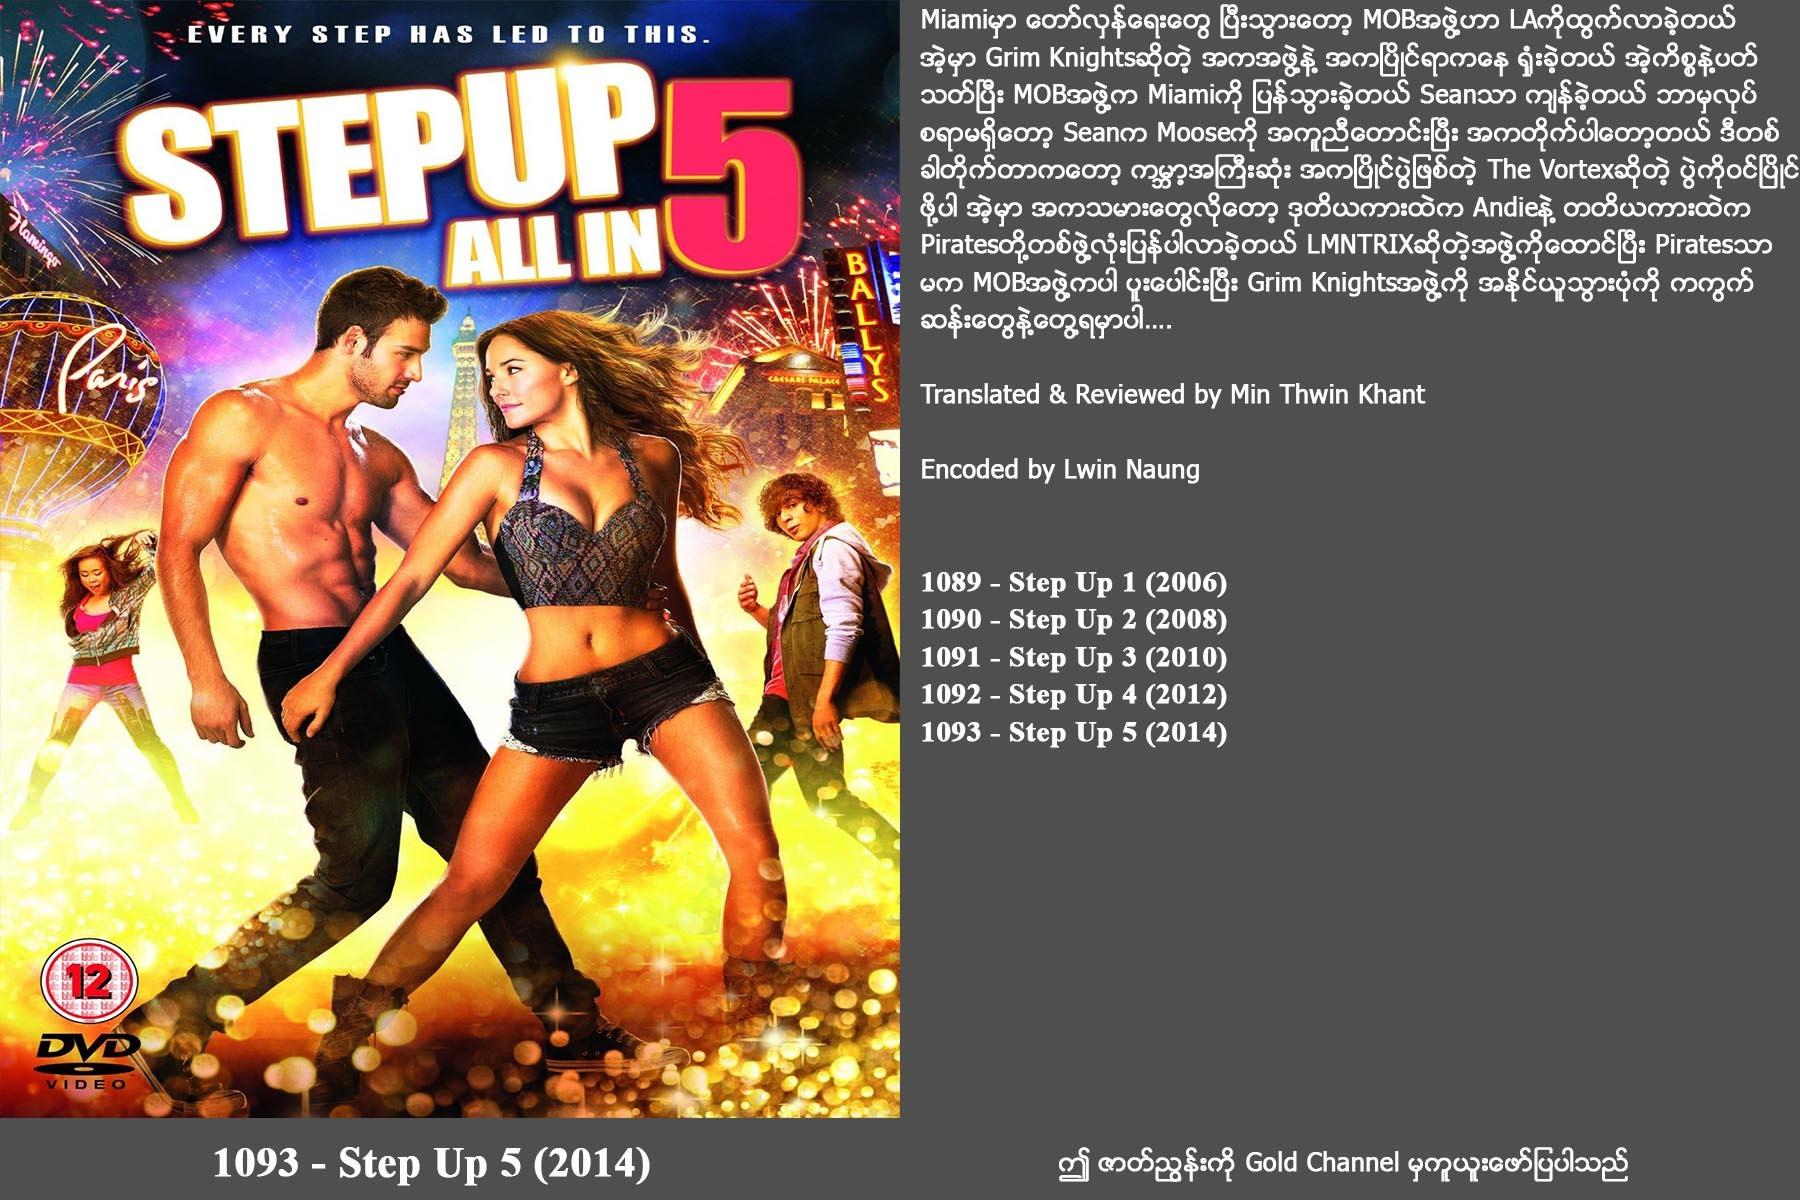 EVERY STEP HAS LED TO THIS.
STEPUP 5
ALL IN
Flamingo
Paris
BALLY'S
CAESARS PALACE
12
DVD
VIDEO
1093 - Step Up 5 (2014)
Miamiမှာ တော်လှန်ရေးတွေ ပြီးသွားတော့ MOBအဖွဲ့ဟာ LAကိုထွက်လာခဲ့တယ်
အဲ့မှာ Grim Knightsဆိုတဲ့ အကအဖွဲ့နဲ့ အကပြိုင်ရာကနေ ရှုံးခဲ့တယ် အဲ့ကိစ္စနဲ့ပတ်
သတ်ပြီး MOBအဖွဲ့က Miamiကို ပြန်သွားခဲ့တယ် Seanသာ ကျန်ခဲ့တယ် ဘာမှလုပ်
စရာမရှိတော့ Seanက Mooseကို အကူညီတောင်းပြီး အကတိုက်ပါတော့တယ် ဒီတစ်
ခါတိုက်တာကတော့ ကမ္ဘာ့အကြီးဆုံး အကပြိုင်ပွဲဖြစ်တဲ့ The Vortexဆိုတဲ့ ပွဲကိုဝင်ပြိုင်
ဖို့ပါ အဲ့မှာ အကသမားတွေလိုတော့ ဒုတိယကားထဲက Andieနဲ့ တတိယကားထဲက
Piratesတို့တစ်ဖွဲ့လုံးပြန်ပါလာခဲ့တယ် LMNTRIXဆိုတဲ့အဖွဲ့ကိုထောင်ပြီး Piratesသာ
မက MOBအဖွဲ့ကပါ ပူးပေါင်းပြီး Grim Knightsအဖွဲ့ကို အနိုင်ယူသွားပုံကို ကကွက်
ဆန်းတွေနဲ့တွေ့ရမှာပါ....
Translated & Reviewed by Min Thwin Khant
Encoded by Lwin Naung
1089 - Step Up 1 (2006)
1090 - Step Up 2 (2008)
1091 - Step Up 3 (2010)
1092 - Step Up 4 (2012)
1093 - Step Up 5 (2014)
ဤ ဇာတ်ညွှန်းကို Gold Channel မှကူယူးဖော်ပြပါသည်